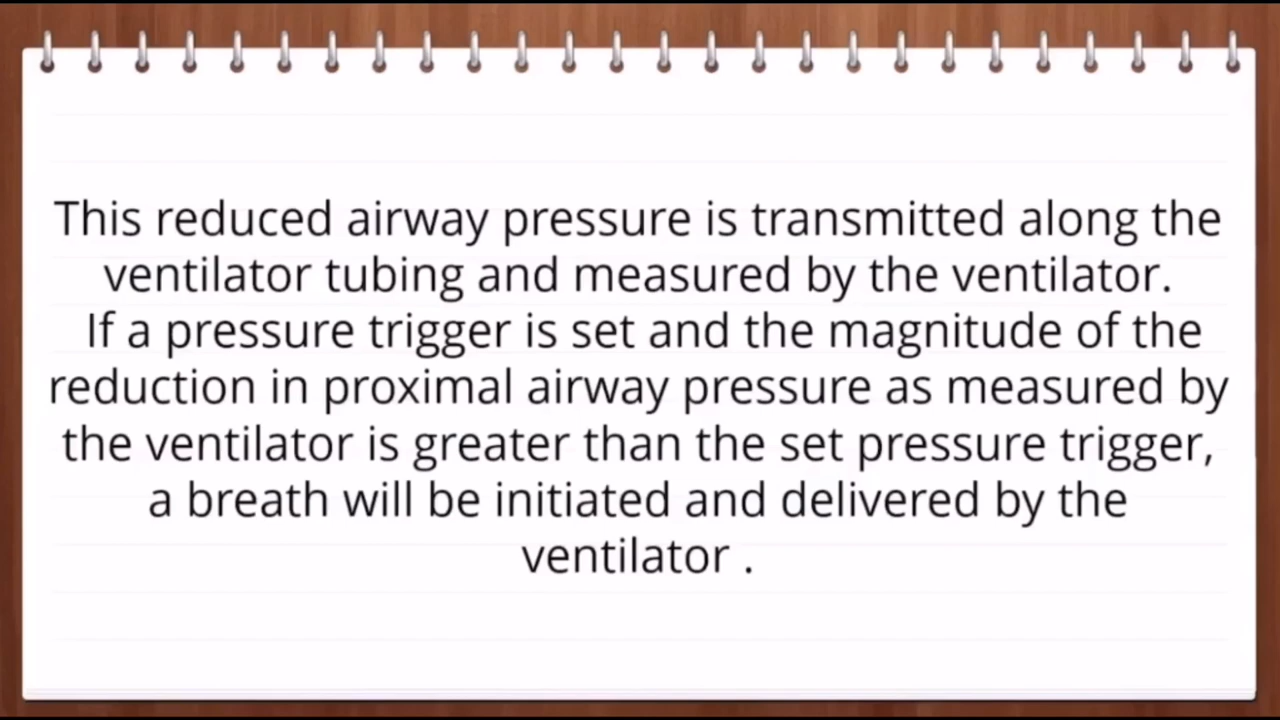 This reduced airway pressure is transmitted along the
ventilator tubing and measured by the ventilator.
If a pressure trigger is set and the magnitude of the
reduction in proximal airway pressure as measured by
the ventilator is greater than the set pressure trigger,
a breath will be initiated and delivered by the
ventilator .